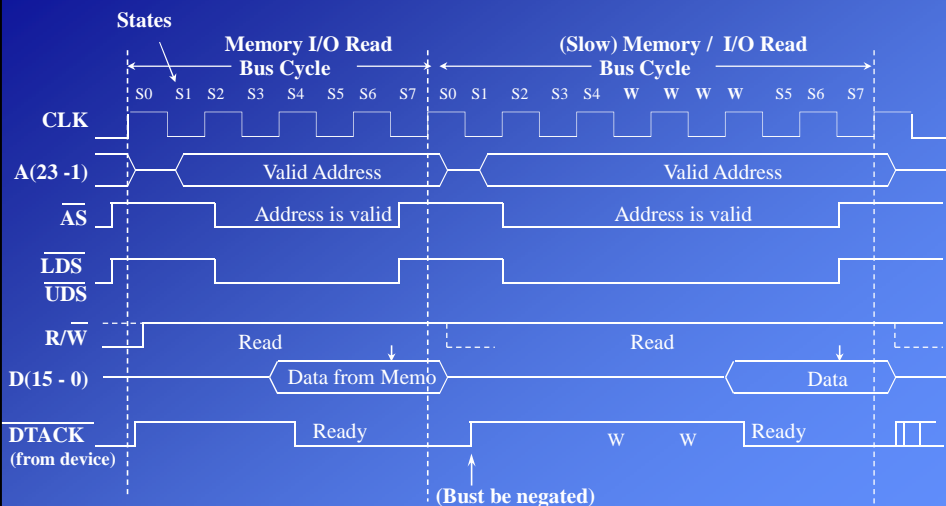 States
Memory I/O Read (Slow) Memory / I/O Read
Bus Cycle Bus Cycle
S0 S1 S2 S3 S4 S5 S6 S7 S0 S1 S2 S3 S4 W W W W S5 S6 S7
CLK
A(23 -1) Valid Address Valid Address
AS Address is valid Address is valid
LDS
UDS
R/W Read Read
D(15 - 0) Data from Memo Data
DTACK Ready W W Ready
(from device)
(Bust be negated)